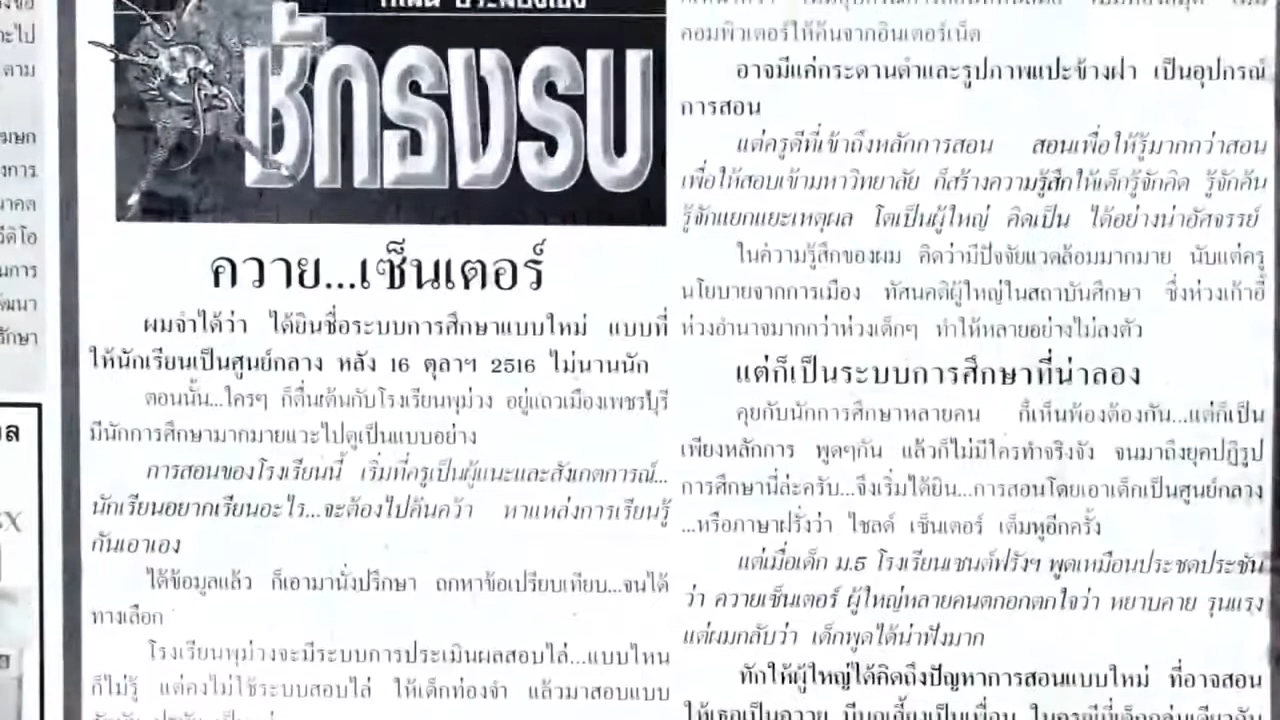 ชักธงรบ
ควาย...เซ็นเตอร์
ผมจำได้ว่า ได้ยินชื่อระบบการศึกษาแบบใหม่ แบบที่
ให้นักเรียนเป็นศูนย์กลาง หลัง 16 ตุลาฯ 2516 ไม่นานนัก
ตอนนั้น...ใครๆ ก็ตื่นเต้นกับโรงเรียนพุม่วง อยู่แถวเมืองเพชรบุรี
มีนักการศึกษามากมายแวะไปดูเป็นแบบอย่าง
การสอนของโรงเรียนนี้ เริ่มที่ครูเป็นผู้แนะและสังเกตการณ์...
นักเรียนอยากเรียนอะไร...จะต้องไปค้นคว้า หาแหล่งการเรียนรู้
กันเอาเอง
ได้ข้อมูลแล้ว ก็เอามานั่งปรึกษา ถกหาข้อเปรียบเทียบ...จนได้
ทางเลือก
โรงเรียนพุม่วงจะมีระบบการประเมินผลสอบไล่...แบบไหน
ก็ไม่รู้ แต่คงไม่ใช้ระบบสอบไล่ ให้เด็กท่องจำ แล้วมาสอบแบบ
คอมพิวเตอร์ให้ค้นจากอินเตอร์เน็ต
อาจมีแค่กระดานดำและรูปภาพแปะข้างฝา เป็นอุปกรณ์
การสอน
แต่ครูดีที่เข้าถึงหลักการสอน สอนเพื่อให้รู้มากกว่าสอน
เพื่อให้สอบเข้ามหาวิทยาลัย ก็สร้างความรู้สึกให้เด็กรู้จักคิด รู้จักค้น
รู้จักแยกแยะเหตุผล โตเป็นผู้ใหญ่ คิดเป็น ได้อย่างน่าอัศจรรย์
ในความรู้สึกของผม คิดว่ามีปัจจัยแวดล้อมมากมาย นับแต่ครู
นโยบายจากการเมือง ทัศนคติผู้ใหญ่ในสถาบันศึกษา ซึ่งห่วงเก้าอี้
ห่วงอำนาจมากกว่าห่วงเด็กๆ ทำให้หลายอย่างไม่ลงตัว
แต่ก็เป็นระบบการศึกษาที่น่าลอง
คุยกับนักการศึกษาหลายคน ก็เห็นพ้องต้องกัน...แต่ก็เป็น
เพียงหลักการ พูดๆกัน แล้วก็ไม่มีใครทำจริงจัง จนมาถึงยุคปฏิรูป
การศึกษานี่ล่ะครับ...จึงเริ่มได้ยิน...การสอนโดยเอาเด็กเป็นศูนย์กลาง
...หรือภาษาฝรั่งว่า ไชลด์ เซ็นเตอร์ เต็มหูอีกครั้ง
แต่เมื่อเด็ก ม.5 โรงเรียนเซนต์ฟรังฯ พูดเหมือนประชดประชัน
ว่า ควายเซ็นเตอร์ ผู้ใหญ่หลายคนตกอกตกใจว่า หยาบคาย รุนแรง
แต่ผมกลับว่า เด็กพูดได้น่าฟังมาก
ทักให้ผู้ใหญ่ได้คิดถึงปัญหาการสอนแบบใหม่ ที่อาจสอน